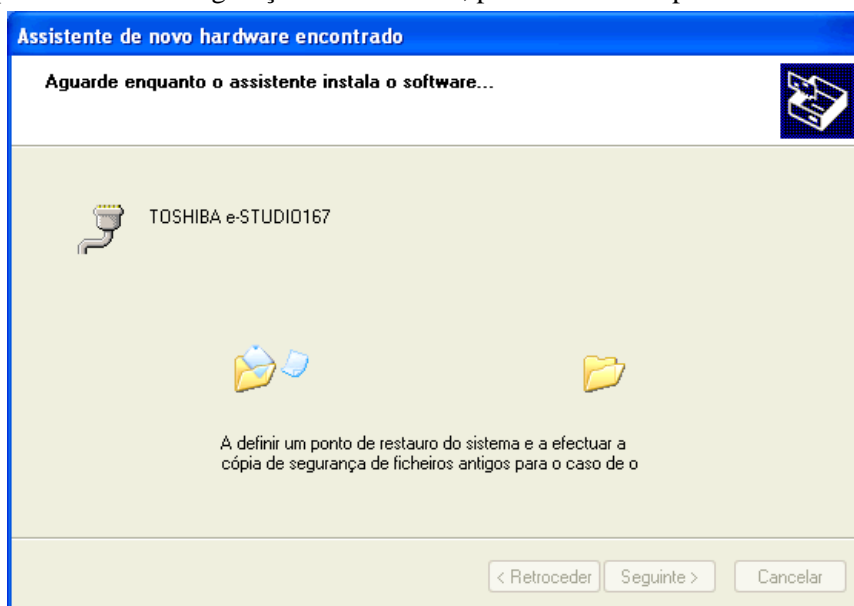 Assistente de novo hardware encontrado
Aguarde enquanto o assistente instala o software...
TOSHIBA e-STUDIO167
A definir um ponto de restauro do sistema e a efectuar a
cópia de segurança de ficheiros antigos para o caso de o
< Retroceder Seguinte > Cancelar